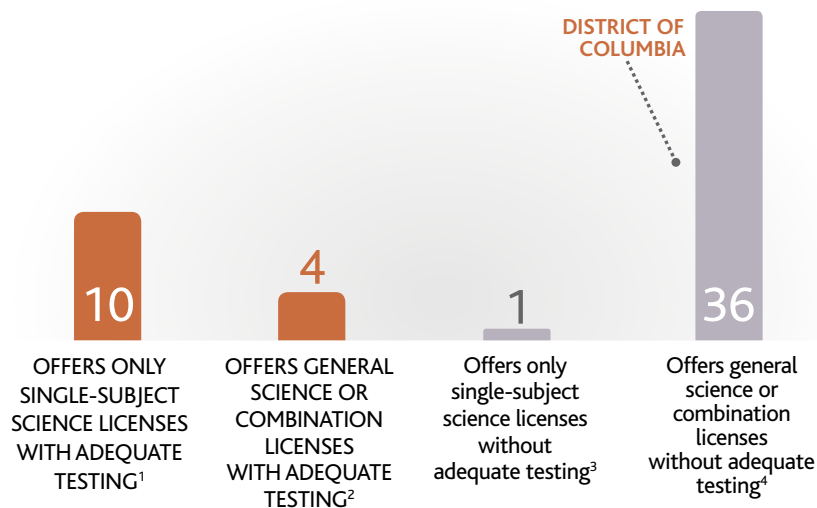 DISTRICT OF
COLUMBIA
10
4
1
36
OFFERS ONLY
SINGLE-SUBJECT
SCIENCE LICENSES
WITH ADEQUATE
TESTING¹
OFFERS GENERAL
SCIENCE OR
COMBINATION
LICENSES
WITH ADEQUATE
TESTING²
Offers only
single-subject
science licenses
without
adequate testing³
Offers general
science or
combination
licenses
without adequate
testing⁴